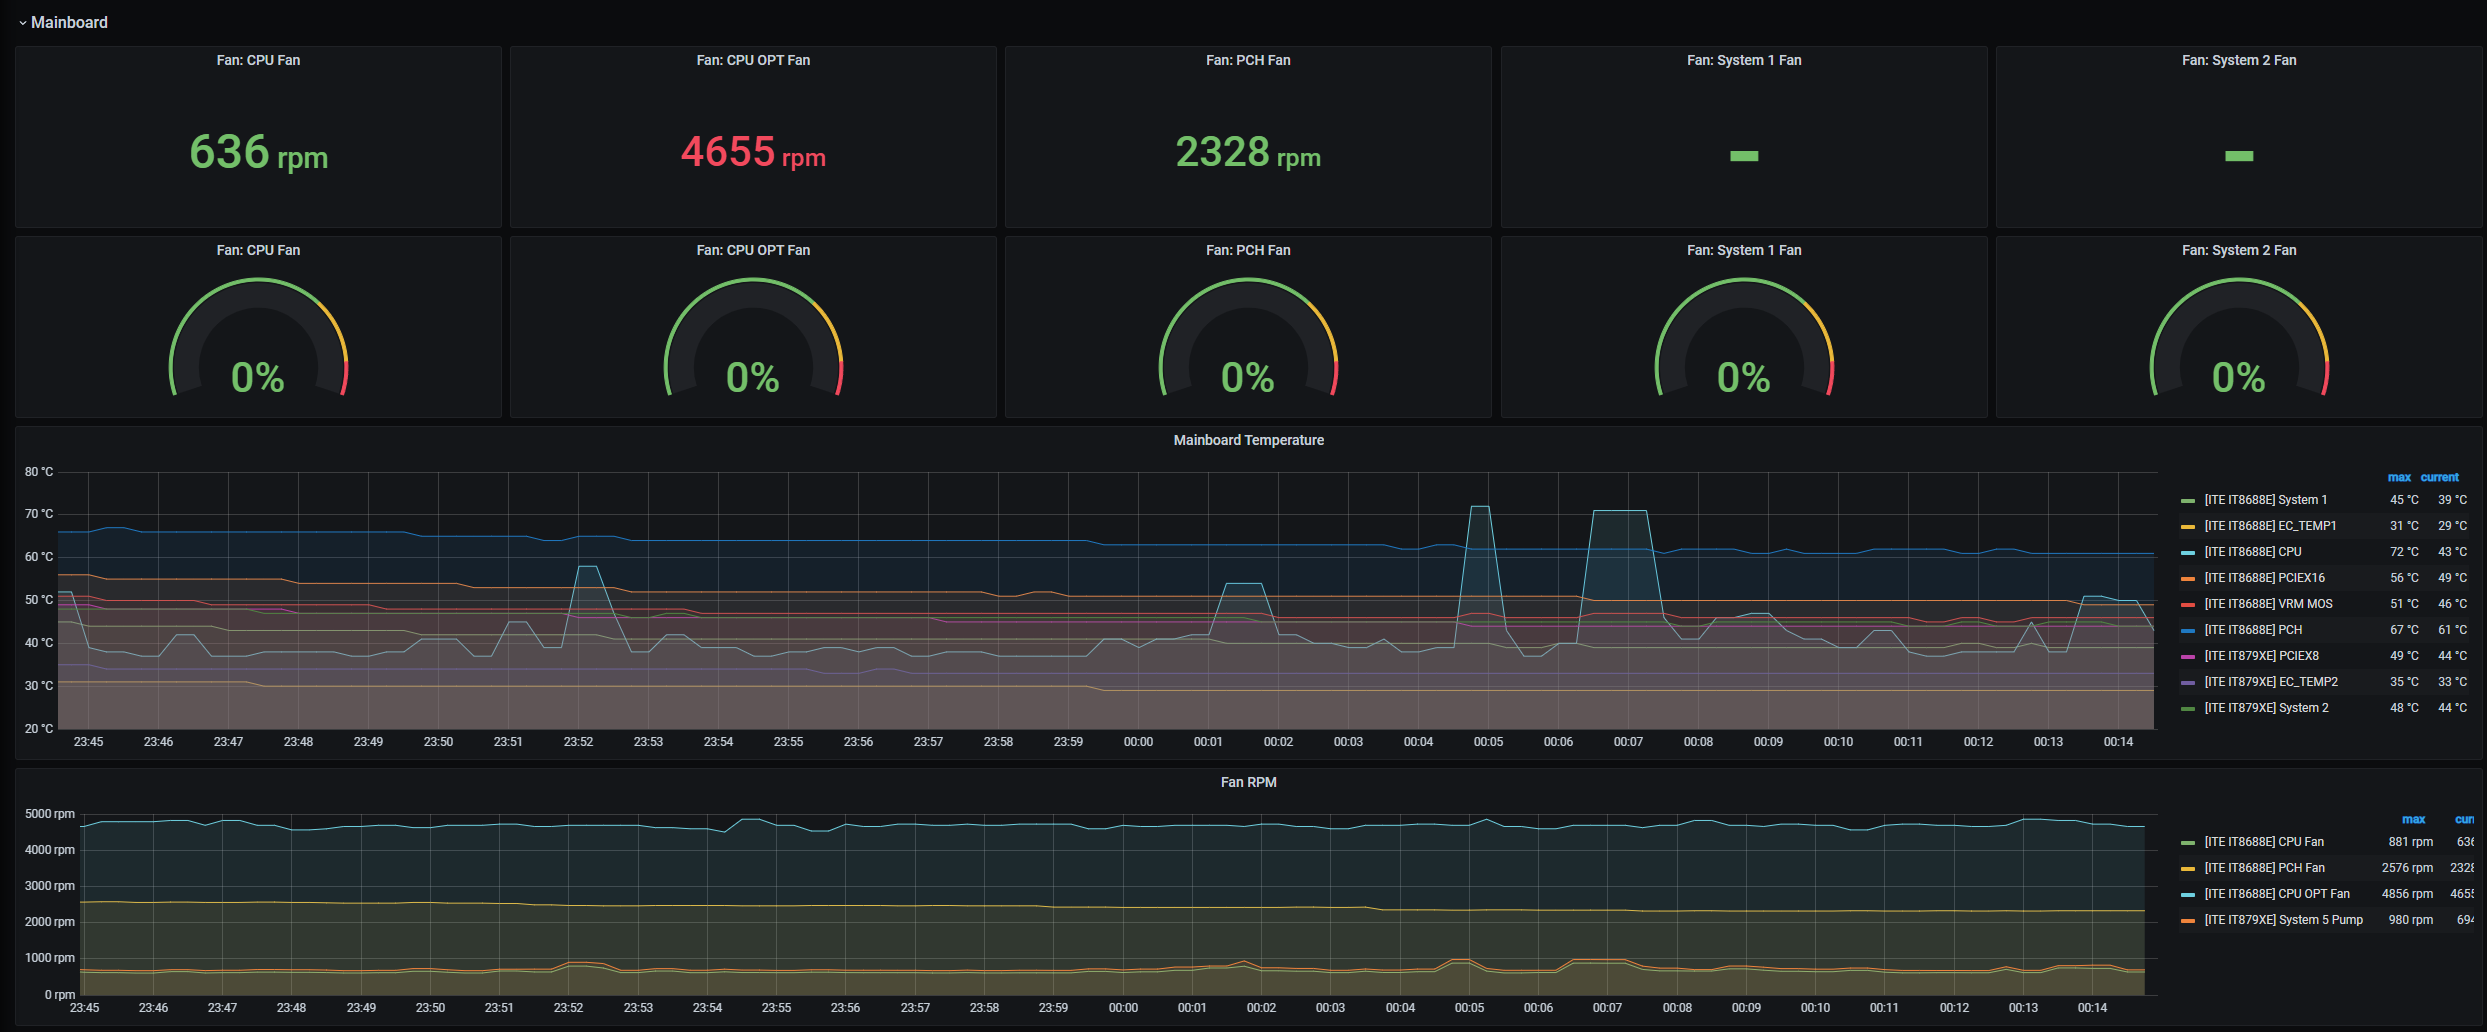 Mainboard
Fan: CPU Fan
Fan: CPU OPT Fan
Fan: PCH Fan
Fan: System 1 Fan
Fan: System 2 Fan
636 rpm
4655 rpm
2328 rpm
-
-
Fan: CPU Fan
Fan: CPU OPT Fan
Fan: PCH Fan
Fan: System 1 Fan
Fan: System 2 Fan
0%
0%
0%
0%
0%
Mainboard Temperature
80 °C
70 °C
60 °C
50 °C
40 °C
30 °C
20 °C
23:45 23:46 23:47 23:48 23:49 23:50 23:51 23:52 23:53 23:54 23:55 23:56 23:57 23:58 23:59 00:00 00:01 00:02 00:03 00:04 00:05 00:06 00:07 00:08 00:09 00:10 00:11 00:12 00:13 00:14
max current
[ITE IT8688E] System 1 45 °C 39 °C
[ITE IT8688E] EC_TEMP1 31 °C 29 °C
[ITE IT8688E] CPU 72 °C 43 °C
[ITE IT8688E] PCIEX16 56 °C 49 °C
[ITE IT8688E] VRM MOS 51 °C 46 °C
[ITE IT8688E] PCH 67 °C 61 °C
[ITE IT879XE] PCIEX8 49 °C 44 °C
[ITE IT879XE] EC_TEMP2 35 °C 33 °C
[ITE IT879XE] System 2 48 °C 44 °C
Fan RPM
5000 rpm
4000 rpm
3000 rpm
2000 rpm
1000 rpm
0 rpm
23:45 23:46 23:47 23:48 23:49 23:50 23:51 23:52 23:53 23:54 23:55 23:56 23:57 23:58 23:59 00:00 00:01 00:02 00:03 00:04 00:05 00:06 00:07 00:08 00:09 00:10 00:11 00:12 00:13 00:14
max
[ITE IT8688E] CPU Fan 881 rpm 636
[ITE IT8688E] PCH Fan 2576 rpm 2328
[ITE IT8688E] CPU OPT Fan 4856 rpm 4655
[ITE IT879XE] System 5 Pump 980 rpm 694